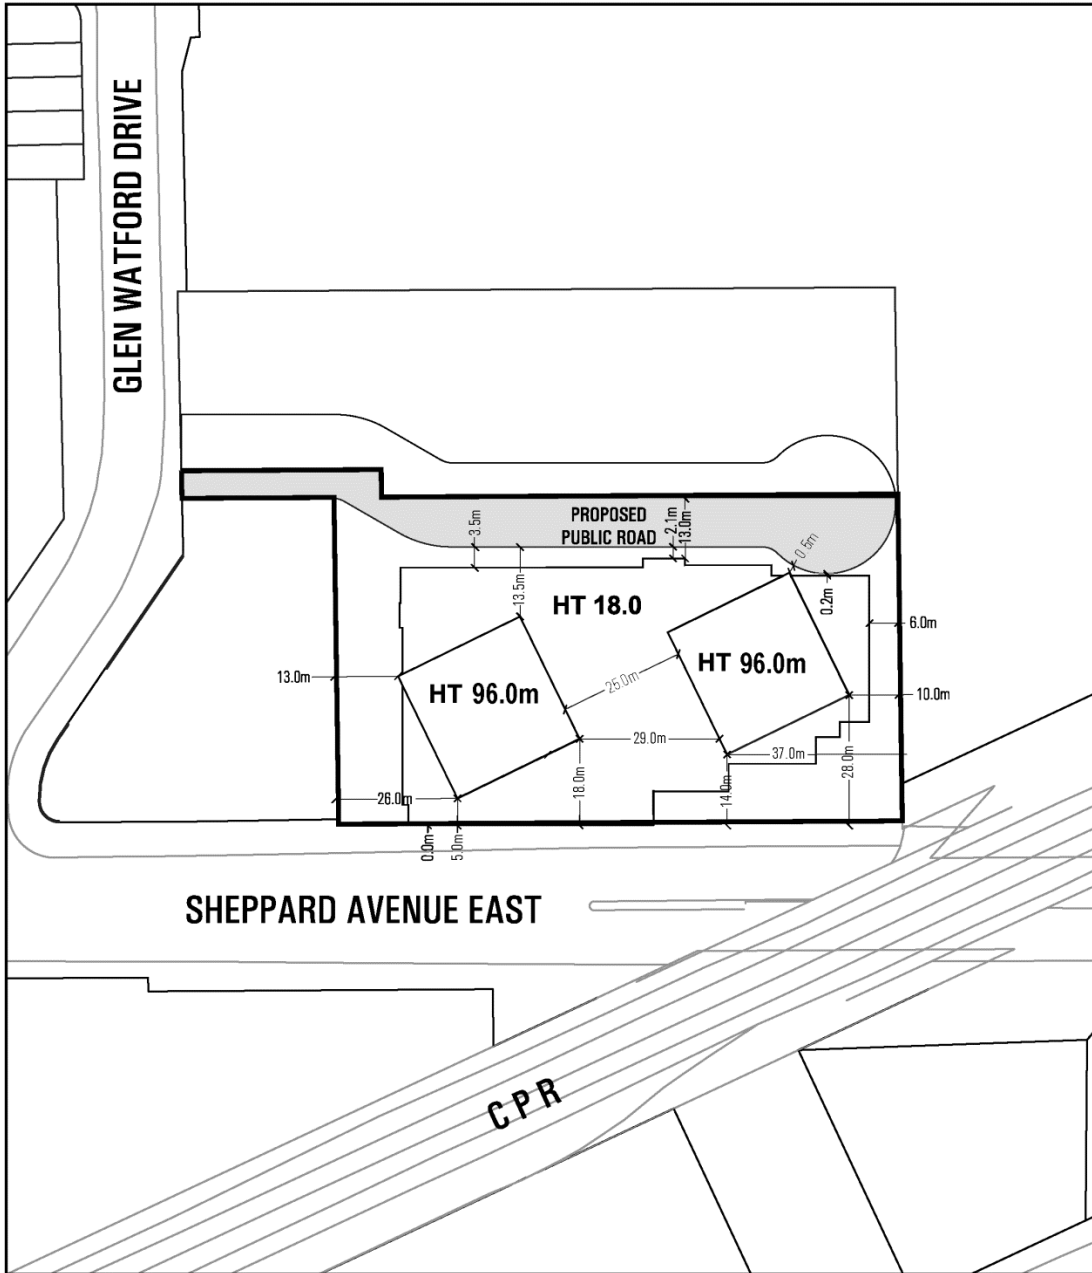 GLEN WATFORD DRIVE
PROPOSED
PUBLIC ROAD
3.5m
2.1m
13.0m
0.5m
13.5m
0.2m
HT 18.0
6.0m
HT 96.0m
HT 96.0m
13.0m
25.0m
10.0m
29.0m
37.0m
26.0m
18.0m
14.0m
28.0m
0.0m
5.0m
SHEPPARD AVENUE EAST
CPR